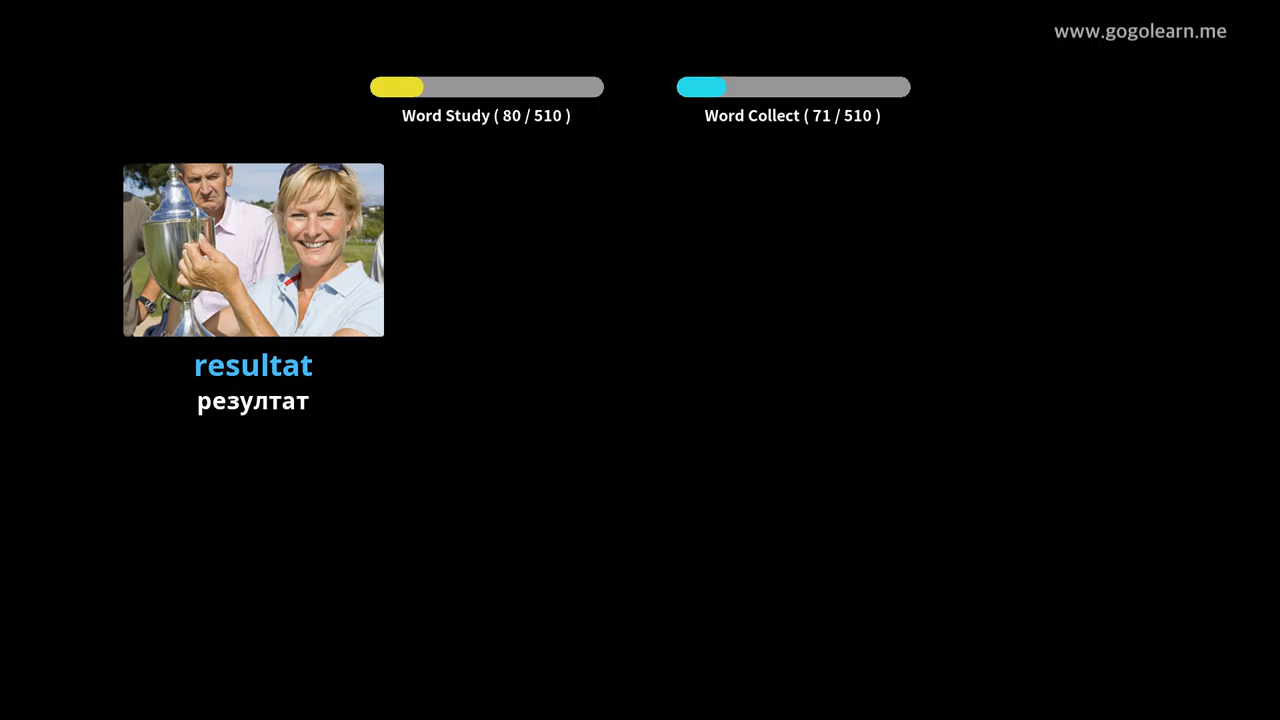 www.gogolearn.me
Word Study ( 80 / 510 )
Word Collect ( 71 / 510 )
resultat
резултат